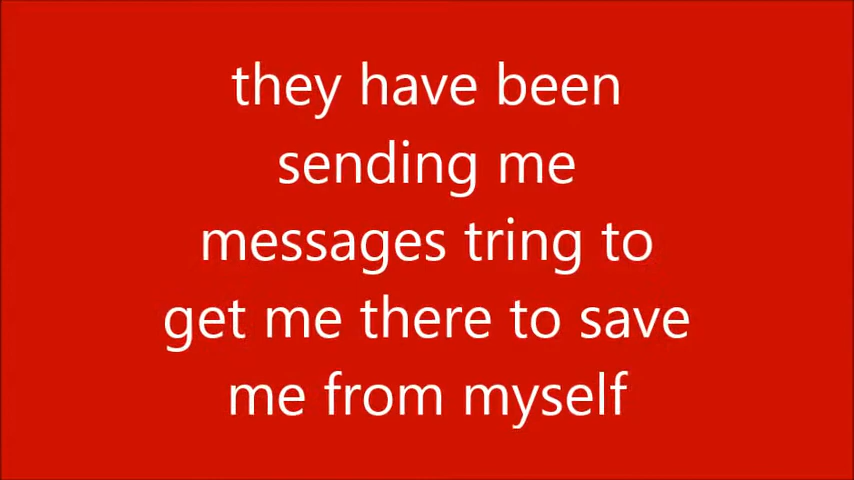 they have been
sending me
messages tring to
get me there to save
me from myself